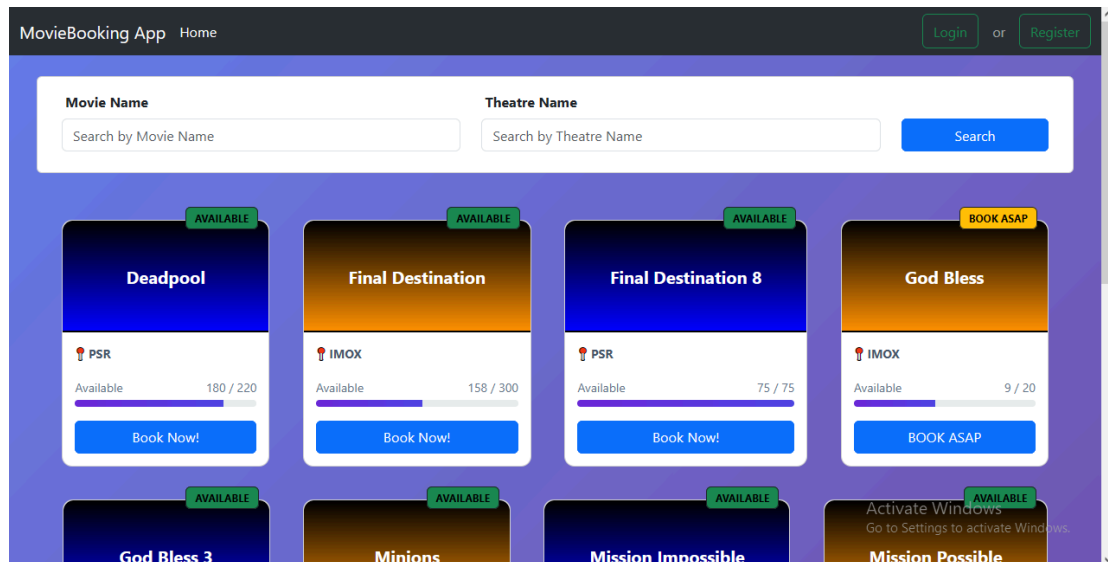 MovieBooking App Home Login or Register
Movie Name Theatre Name
Search by Movie Name Search by Theatre Name Search
AVAILABLE AVAILABLE AVAILABLE BOOK ASAP
Deadpool Final Destination Final Destination 8 God Bless
PSR IMOX PSR IMOX
Available 180 / 220 Available 158 / 300 Available 75 / 75 Available 9 / 20
Book Now! Book Now! Book Now! BOOK ASAP
AVAILABLE AVAILABLE AVAILABLE AVAILABLE
Activate Windows
Go to Settings to activate Windows.
God Bless 3 Minions Mission Impossible Mission Possible